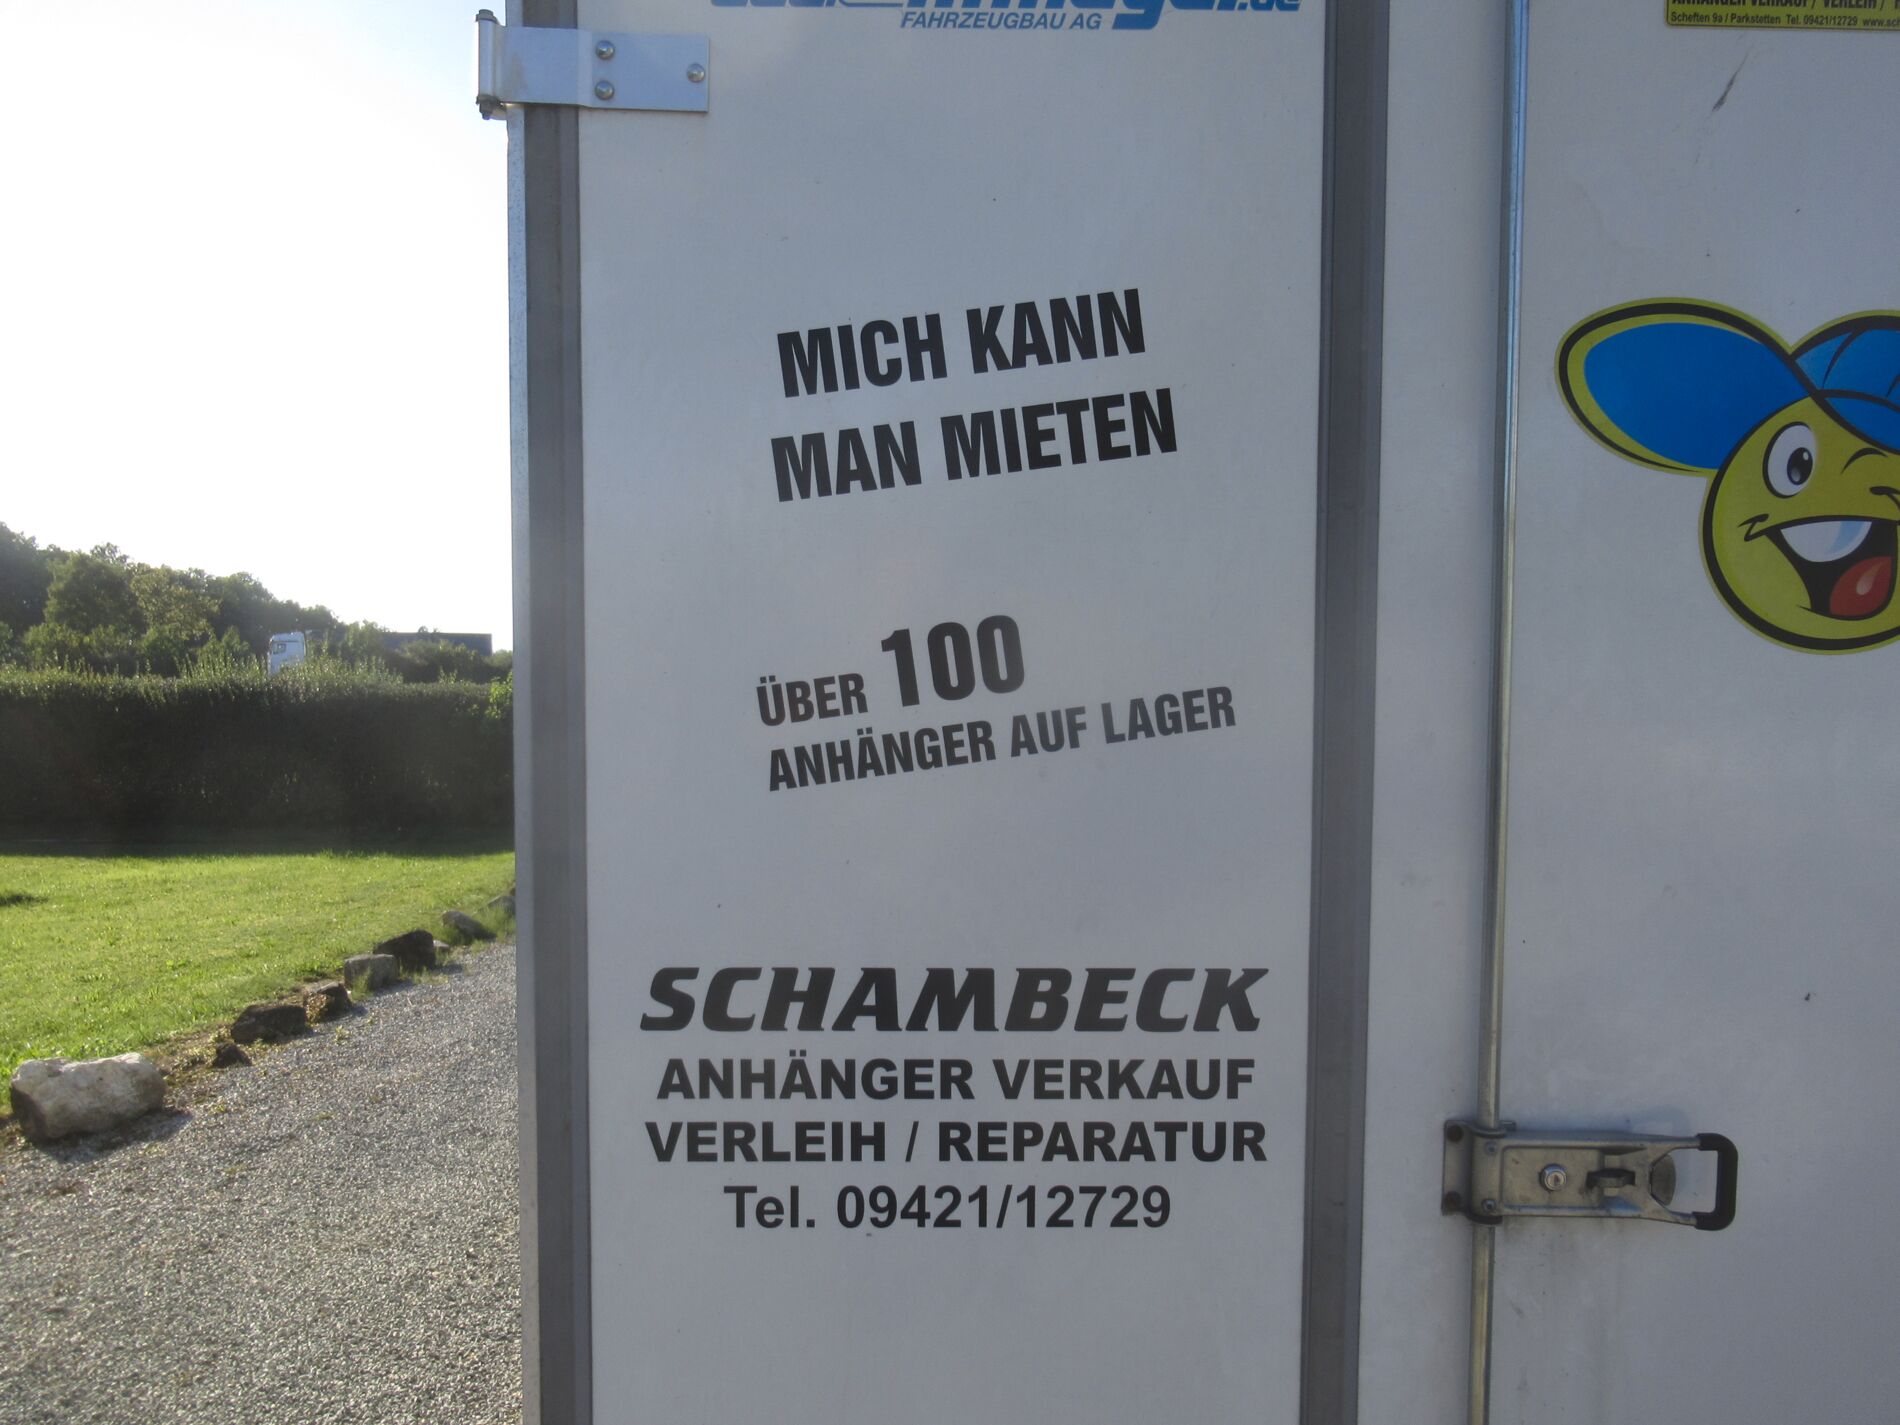 FAHRZEUGBAU AG
ANHÄNGER VERKAUF / VERLEIH /
Scheften 9a / Parkstetten Tel. 09421/12729
MICH KANN
MAN MIETEN
ÜBER 100
ANHÄNGER AUF LAGER
SCHAMBECK
ANHÄNGER VERKAUF
VERLEIH / REPARATUR
Tel. 09421/12729